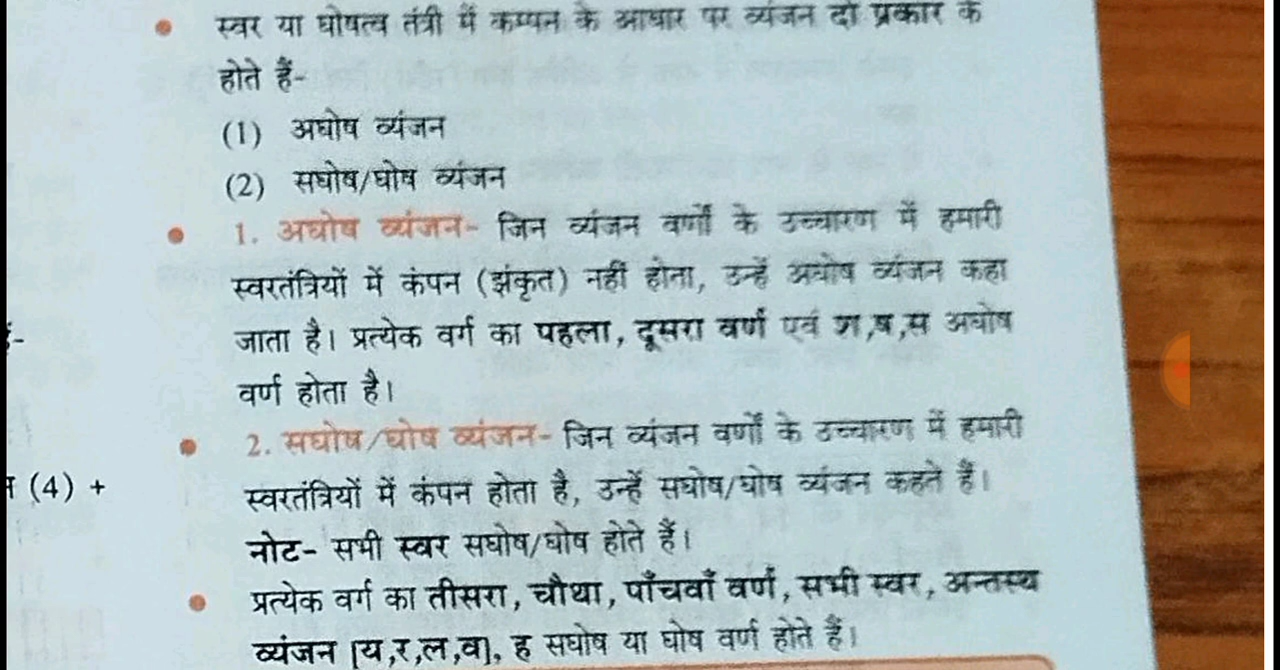 स्वर या घोषत्व तंत्री में कम्पन के आधार पर व्यंजन दो प्रकार के
होते हैं-
(1) अघोष व्यंजन
(2) सघोष/घोष व्यंजन
1. अघोष व्यंजन- जिन व्यंजन वर्णों के उच्चारण में हमारी
स्वरतंत्रियों में कंपन (झंकृत) नहीं होता, उन्हें अघोष व्यंजन कहा
जाता है। प्रत्येक वर्ग का पहला, दूसरा वर्ण एवं श,ष,स अघोष
वर्ण होता है।
2. सघोष/घोष व्यंजन- जिन व्यंजन वर्णों के उच्चारण में हमारी
(4) +
स्वरतंत्रियों में कंपन होता है, उन्हें सघोष/घोष व्यंजन कहते हैं।
नोट- सभी स्वर सघोष/घोष होते हैं।
प्रत्येक वर्ग का तीसरा, चौथा, पाँचवाँ वर्ण, सभी स्वर, अन्तस्थ
व्यंजन [य,र,ल,व], ह सघोष या घोष वर्ण होते हैं।